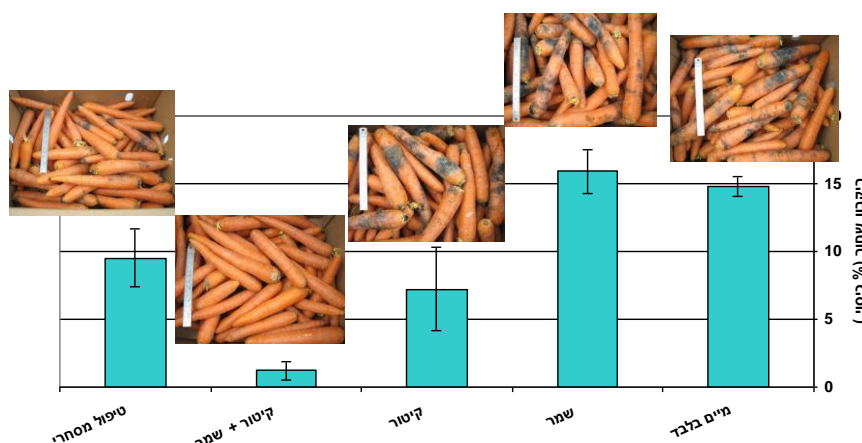 15
10
5
0
מיים בלבד
שמר
קיטור
קיטור + שמר
טיפול מסחרי